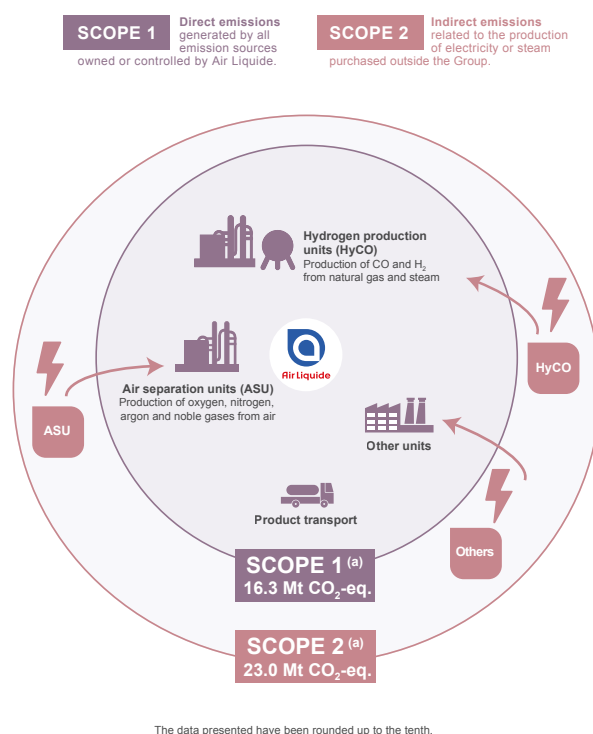 SCOPE 1
Direct emissions
generated by all
emission sources
owned or controlled by Air Liquide.
SCOPE 2
Indirect emissions
related to the production
of electricity or steam
purchased outside the Group.
Hydrogen production
units (HyCO)
Production of CO and H₂
from natural gas and steam
HyCO
Air Liquide
Air separation units (ASU)
Production of oxygen, nitrogen,
argon and noble gases from air
ASU
Other units
Product transport
Others
SCOPE 1 (a)
16.3 Mt CO₂-eq.
SCOPE 2 (a)
23.0 Mt CO₂-eq.
The data presented have been rounded up to the tenth.